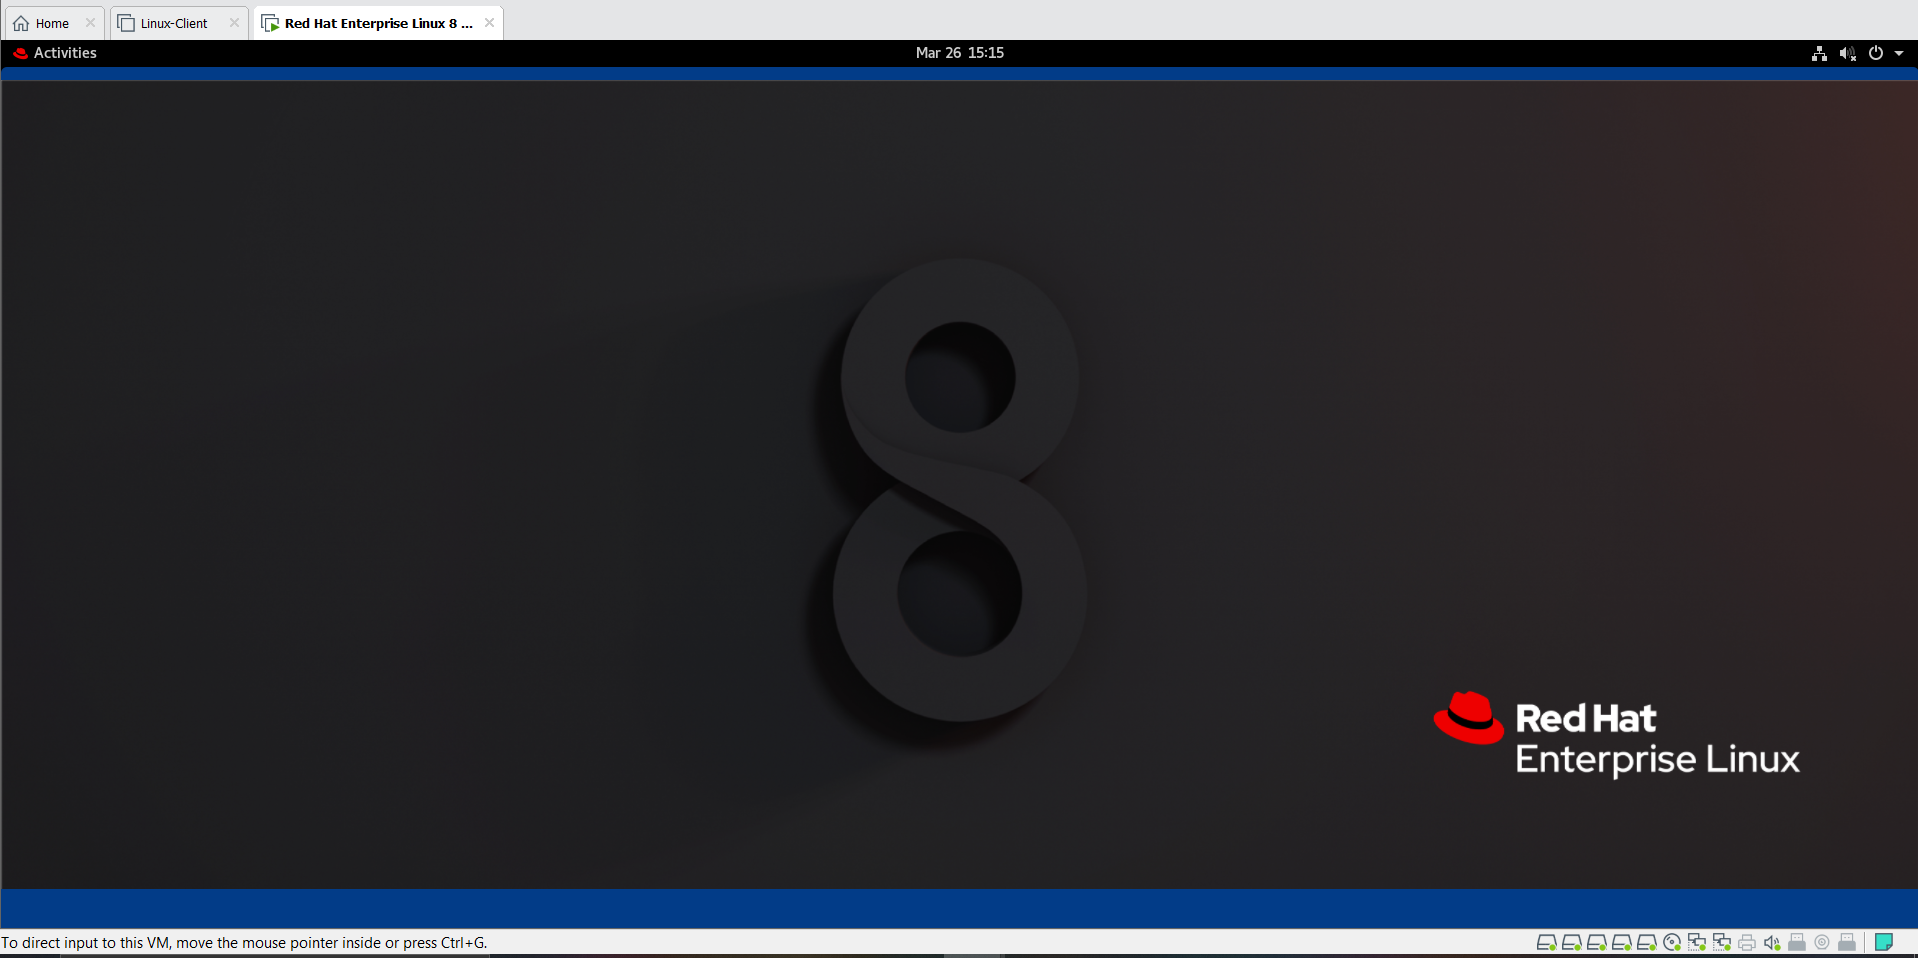 Home
Linux-Client
Red Hat Enterprise Linux 8 ...
Activities
Mar 26 15:15
8
Red Hat
Enterprise Linux
To direct input to this VM, move the mouse pointer inside or press Ctrl+G.